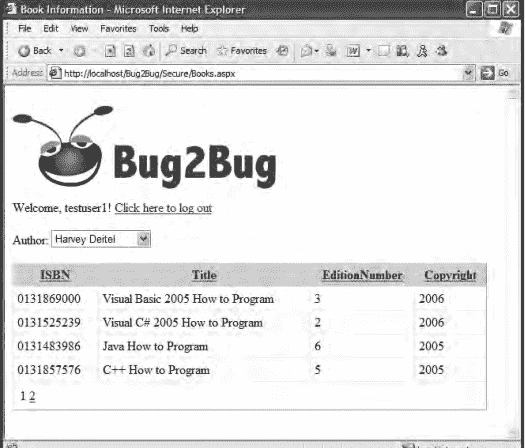 Book Information - Microsoft Internet Explorer
File Edit View Favorites Tools Help
Back Search Favorites
Address http://localhost/Bug2Bug/Secure/Books.aspx Go
Bug2Bug
Welcome, testuser1! Click here to log out
Author: Harvey Deitel
ISBN Title EditionNumber Copyright
0131869000 Visual Basic 2005 How to Program 3 2006
0131525239 Visual C# 2005 How to Program 2 2006
0131483986 Java How to Program 6 2005
0131857576 C++ How to Program 5 2005
1 2